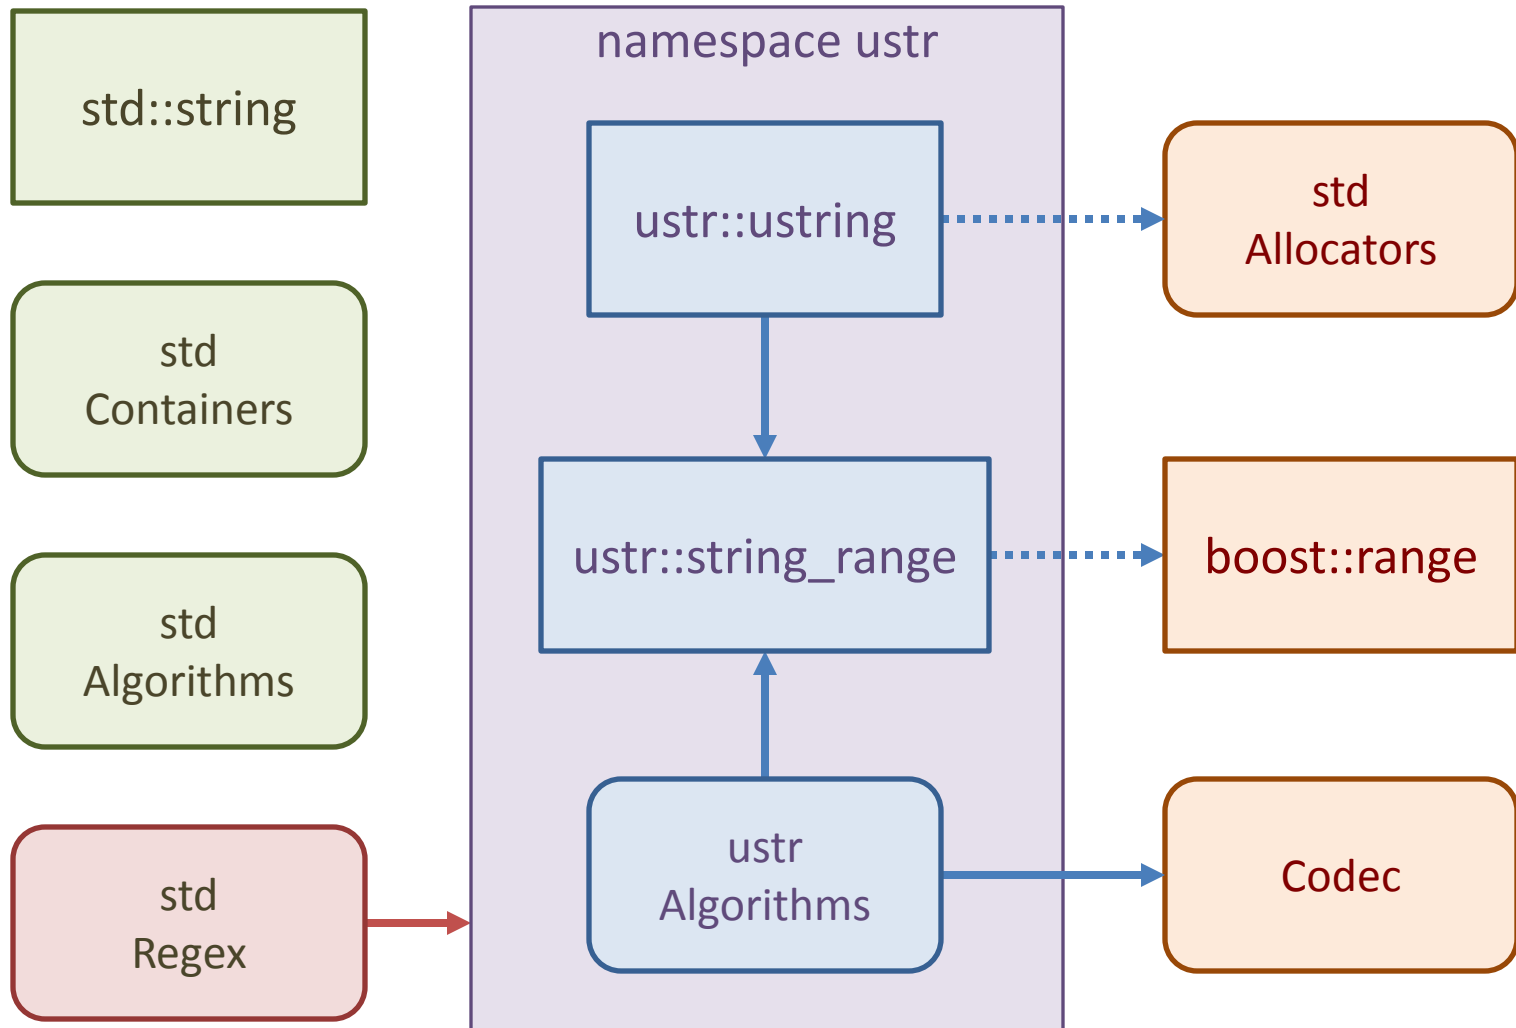 std::string
std
Containers
std
Algorithms
std
Regex
namespace ustr
ustr::ustring
ustr::string_range
ustr
Algorithms
std
Allocators
boost::range
Codec